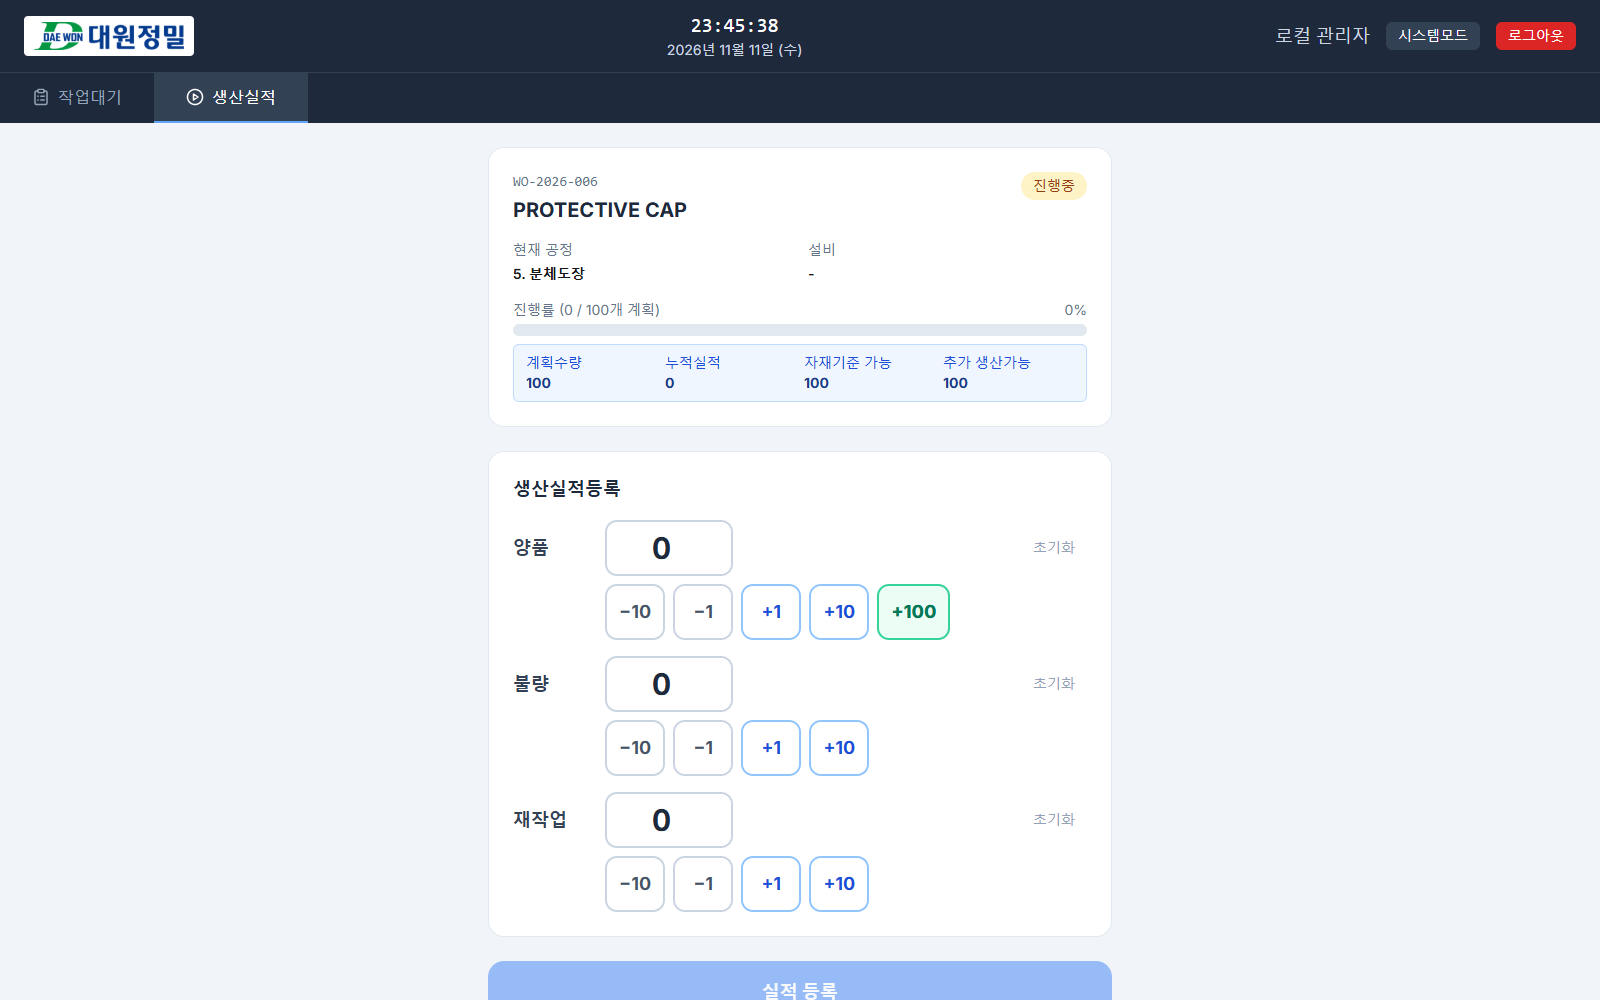 DAE WON 대원정밀
23:45:38
2026년 11월 11일 (수)
로컬 관리자
시스템모드
로그아웃
작업대기
생산실적
WO-2026-006
진행중
PROTECTIVE CAP
현재 공정
설비
5. 분체도장
-
진행률 (0 / 100개 계획)
0%
계획수량
누적실적
자재기준 가능
추가 생산가능
100
0
100
100
생산실적등록
양품
0
초기화
−10
−1
+1
+10
+100
불량
0
초기화
−10
−1
+1
+10
재작업
0
초기화
−10
−1
+1
+10
실적 등록